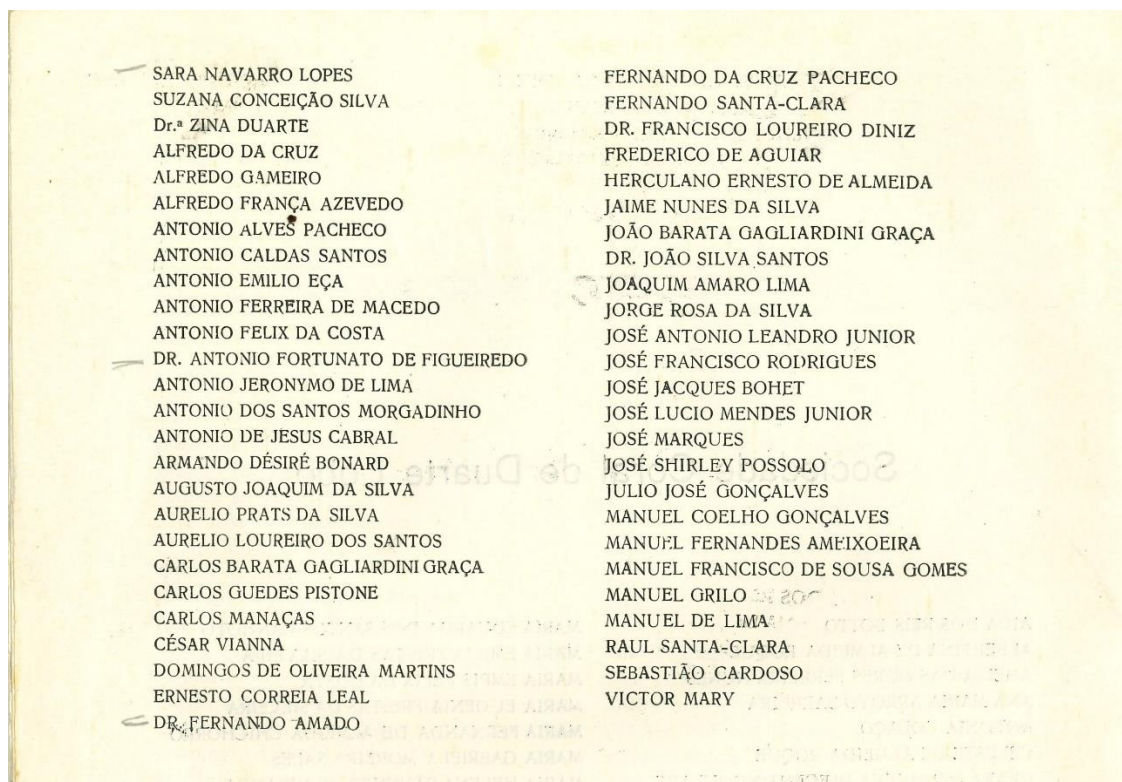 SARA NAVARRO LOPES
SUZANA CONCEIÇÃO SILVA
Dr.ª ZINA DUARTE
ALFREDO DA CRUZ
ALFREDO GAMEIRO
ALFREDO FRANÇA AZEVEDO
ANTONIO ALVES PACHECO
ANTONIO CALDAS SANTOS
ANTONIO EMILIO EÇA
ANTONIO FERREIRA DE MACEDO
ANTONIO FELIX DA COSTA
DR. ANTONIO FORTUNATO DE FIGUEIREDO
ANTONIO JERONYMO DE LIMA
ANTONIO DOS SANTOS MORGADINHO
ANTONIO DE JESUS CABRAL
ARMANDO DÉSIRÉ BONARD
AUGUSTO JOAQUIM DA SILVA
AURELIO PRATS DA SILVA
AURELIO LOUREIRO DOS SANTOS
CARLOS BARATA GAGLIARDINI GRAÇA
CARLOS GUEDES PISTONE
CARLOS MANAÇAS
CÉSAR VIANNA
DOMINGOS DE OLIVEIRA MARTINS
ERNESTO CORREIA LEAL
DR. FERNANDO AMADO
FERNANDO DA CRUZ PACHECO
FERNANDO SANTA-CLARA
DR. FRANCISCO LOUREIRO DINIZ
FREDERICO DE AGUIAR
HERCULANO ERNESTO DE ALMEIDA
JAIME NUNES DA SILVA
JOÃO BARATA GAGLIARDINI GRAÇA
DR. JOÃO SILVA SANTOS
JOAQUIM AMARO LIMA
JORGE ROSA DA SILVA
JOSÉ ANTONIO LEANDRO JUNIOR
JOSÉ FRANCISCO RODRIGUES
JOSÉ JACQUES BOHET
JOSÉ LUCIO MENDES JUNIOR
JOSÉ MARQUES
JOSÉ SHIRLEY POSSOLO
JULIO JOSÉ GONÇALVES
MANUEL COELHO GONÇALVES
MANUEL FERNANDES AMEIXOEIRA
MANUEL FRANCISCO DE SOUSA GOMES
MANUEL GRILO
MANUEL DE LIMA
RAUL SANTA-CLARA
SEBASTIÃO CARDOSO
VICTOR MARY